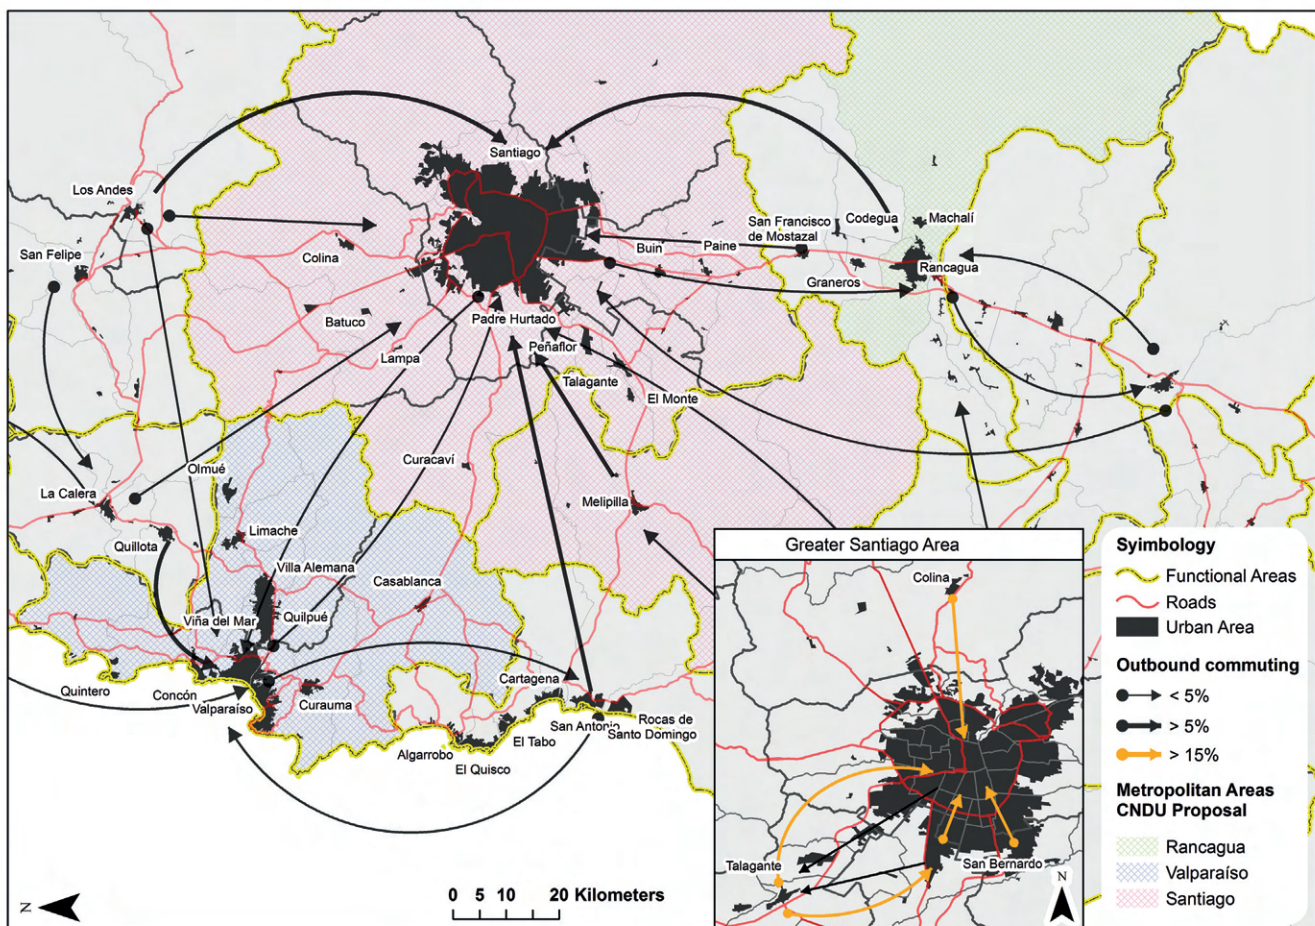 Santiago
Los Andes
San Felipe
Colina
Batuco
Lampa
Padre Hurtado
Peñaflor
Talagante
El Monte
Buin
Paine
San Francisco
de Mostazal
Codegua
Machalí
Graneros
Rancagua
Curacaví
Melipilla
Olmué
La Calera
Quillota
Limache
Villa Alemana
Casablanca
Viña del Mar
Quilpué
Quintero
Concón
Valparaíso
Curauma
Cartagena
Algarrobo
El Quisco
El Tabo
San Antonio
Rocas de
Santo Domingo
N
0 5 10 20 Kilometers
Greater Santiago Area
Colina
Talagante
San Bernardo
N
Syimbology
Functional Areas
Roads
Urban Area
Outbound commuting
< 5%
> 5%
> 15%
Metropolitan Areas
CNDU Proposal
Rancagua
Valparaíso
Santiago